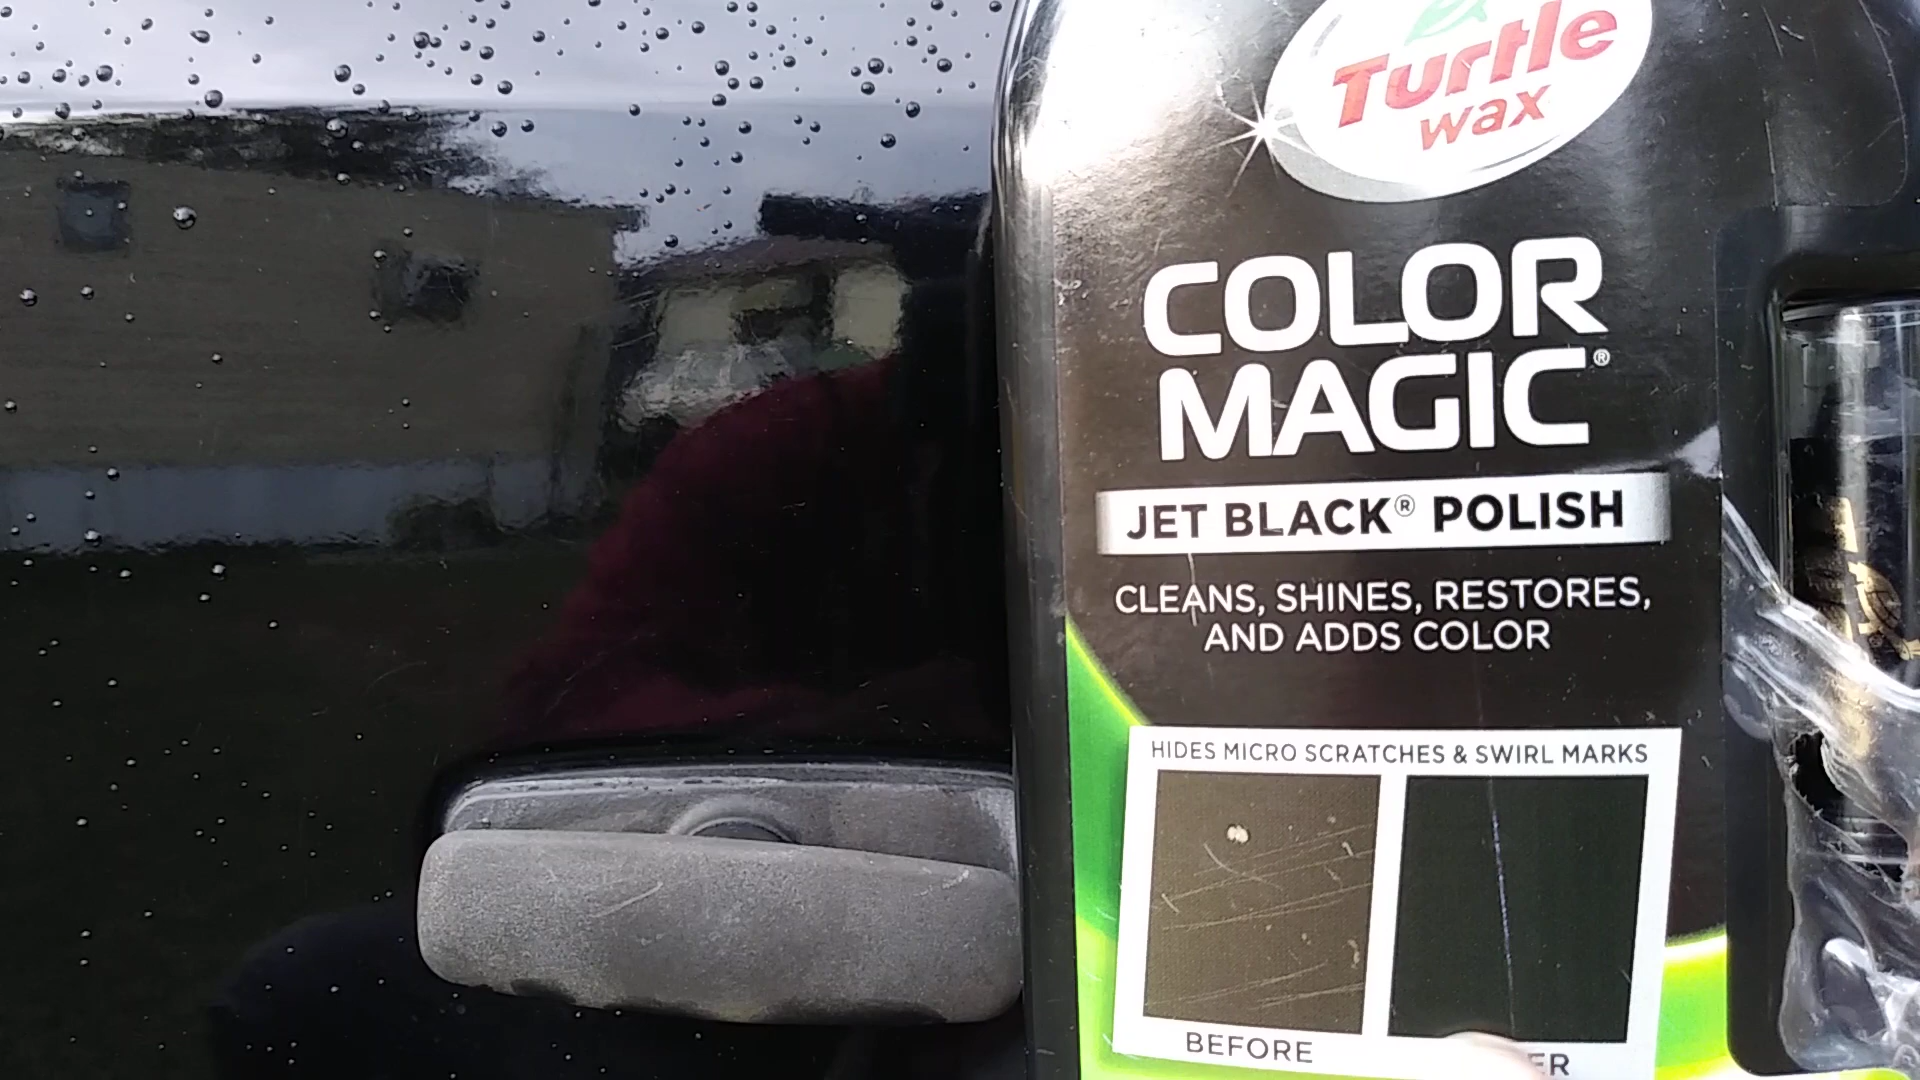 Turtle
wax
COLOR
MAGIC®
JET BLACK® POLISH
CLEANS, SHINES, RESTORES,
AND ADDS COLOR
HIDES MICRO SCRATCHES & SWIRL MARKS
BEFORE
ER